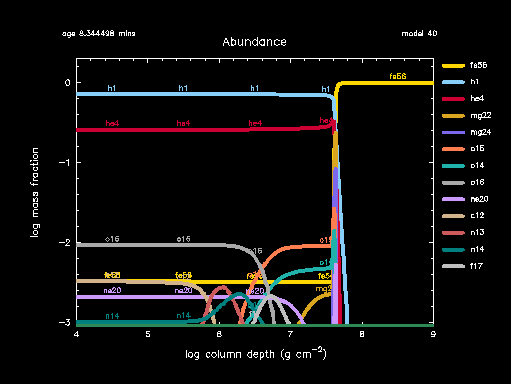 age 8.344498 mins
model 40
Abundance
fe56
h1
he4
mg22
mg24
o15
o14
o16
ne20
c12
n13
n14
f17
fe56
h1 h1 h1 h1
he4 he4 he4 he4
o16 o16 o16 o15
o14
fe56 fe56
ne20 ne20
n14 n14
0
−1
−2
−3
4 5 6 7 8 9
log mass fraction
log column depth (g cm−2)